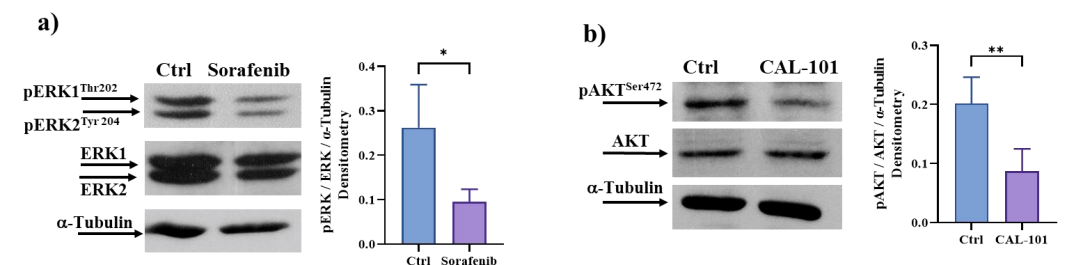 a)
Ctrl Sorafenib
pERK1Thr202
pERK2Tyr 204
ERK1
ERK2
α-Tubulin
pERK / ERK / α-Tubulin
Densitometry
0.4
0.3
0.2
0.1
0.0
*
Ctrl Sorafenib
b)
Ctrl CAL-101
pAKTSer472
AKT
α-Tubulin
pAKT / AKT / α-Tubulin
Densitometry
0.3
0.2
0.1
0.0
**
Ctrl CAL-101